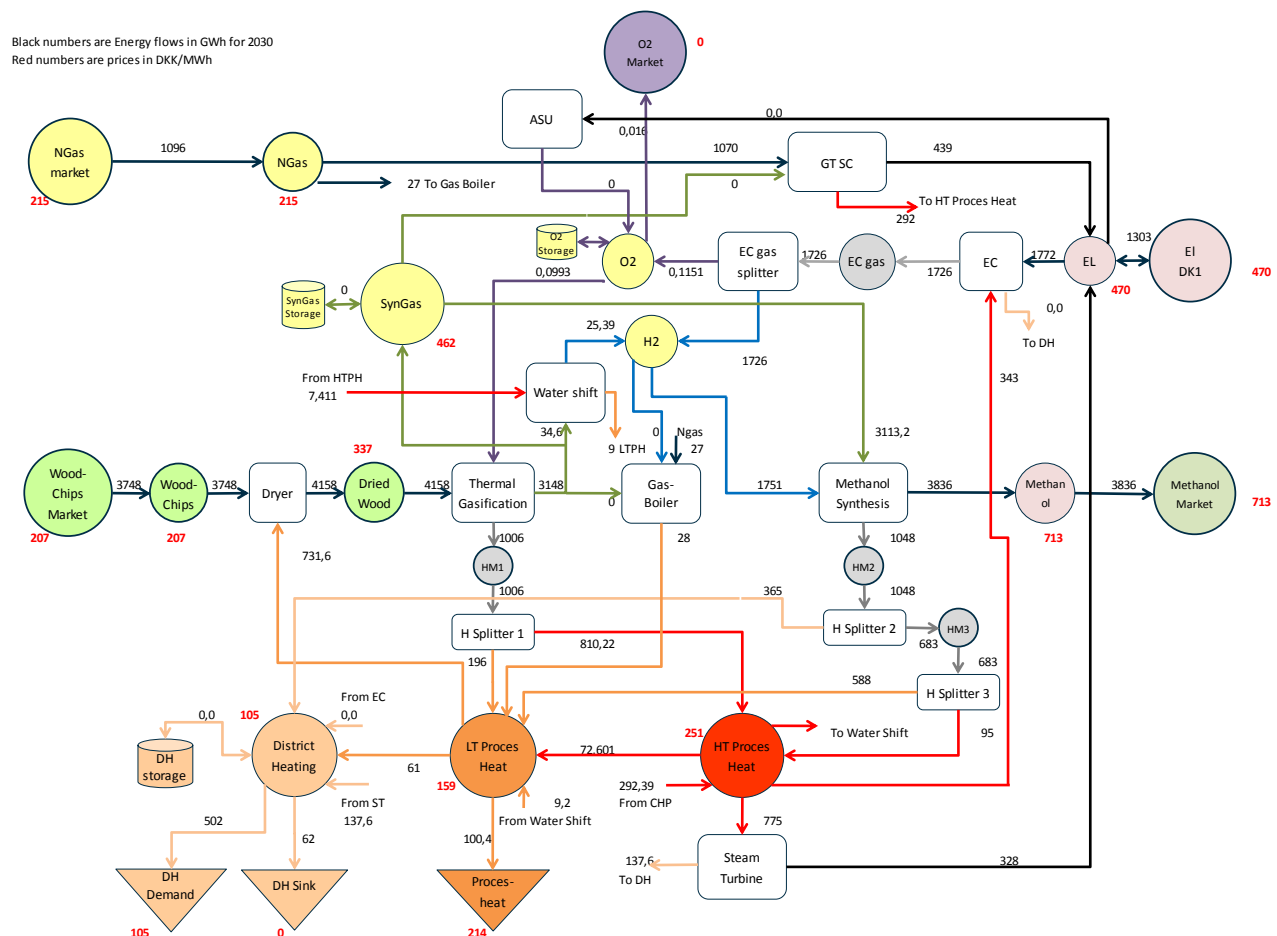 Black numbers are Energy flows in GWh for 2030
Red numbers are prices in DKK/MWh
O2
Market
0
ASU
0,0
0,016
NGas
market
215
1096
NGas
215
1070
27 To Gas Boiler
0
0
GT SC
439
To HT Proces Heat
292
O2
Storage
O2
0,0993
0,1151
EC gas
splitter
1726
EC gas
1726
EC
1772
EL
470
1303
El
DK1
470
0,0
To DH
SynGas
Storage
0
SynGas
462
25,39
H2
1726
343
From HTPH
7,411
Water shift
34,6
9 LTPH
0
Ngas
27
3113,2
Wood-
Chips
Market
207
3748
Wood-
Chips
207
3748
Dryer
4158
337
Dried
Wood
4158
Thermal
Gasification
3148
0
Gas-
Boiler
28
1751
Methanol
Synthesis
3836
Methan
ol
713
3836
Methanol
Market
713
731,6
1006
HM1
1006
1048
HM2
1048
365
H Splitter 1
810,22
196
H Splitter 2
683
HM3
683
588
H Splitter 3
95
0,0
DH
storage
105
From EC
0,0
District
Heating
61
LT Proces
Heat
159
72.601
251
HT Proces
Heat
To Water Shift
From ST
137,6
9,2
From Water Shift
292,39
From CHP
502
62
100,4
775
137,6
To DH
Steam
Turbine
328
DH
Demand
105
DH Sink
0
Proces-
heat
214